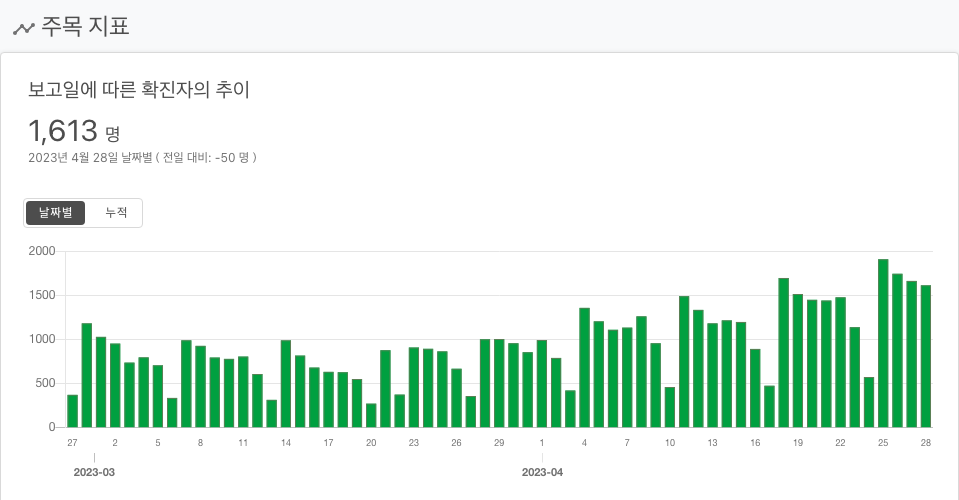 주목 지표
보고일에 따른 확진자의 추이
1,613 명
2023년 4월 28일 날짜별 ( 전일 대비: -50 명 )
날짜별 누적
2000
1500
1000
500
0
27 2 5 8 11 14 17 20 23 26 29 1 4 7 10 13 16 19 22 25 28
2023-03 2023-04